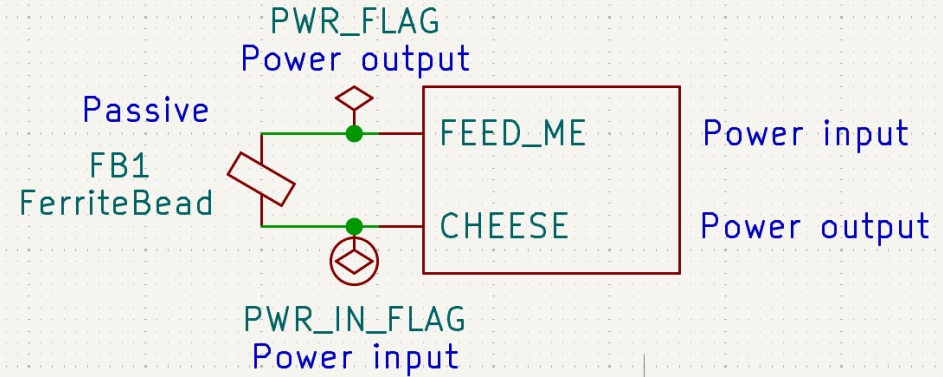 PWR_FLAG
Power output
Passive
FB1
FerriteBead
FEED_ME
Power input
CHEESE
Power output
PWR_IN_FLAG
Power input